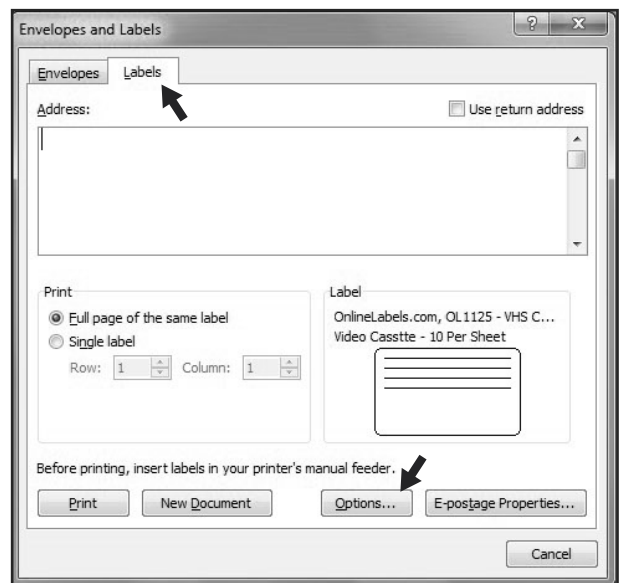 Envelopes and Labels
? X
Envelopes Labels
Address: Use return address
Print
Full page of the same label
Single label
Row: 1 Column: 1
Label
OnlineLabels.com, OL1125 - VHS C...
Video Casstte - 10 Per Sheet
Before printing, insert labels in your printer's manual feeder.
Print New Document Options... E-postage Properties...
Cancel